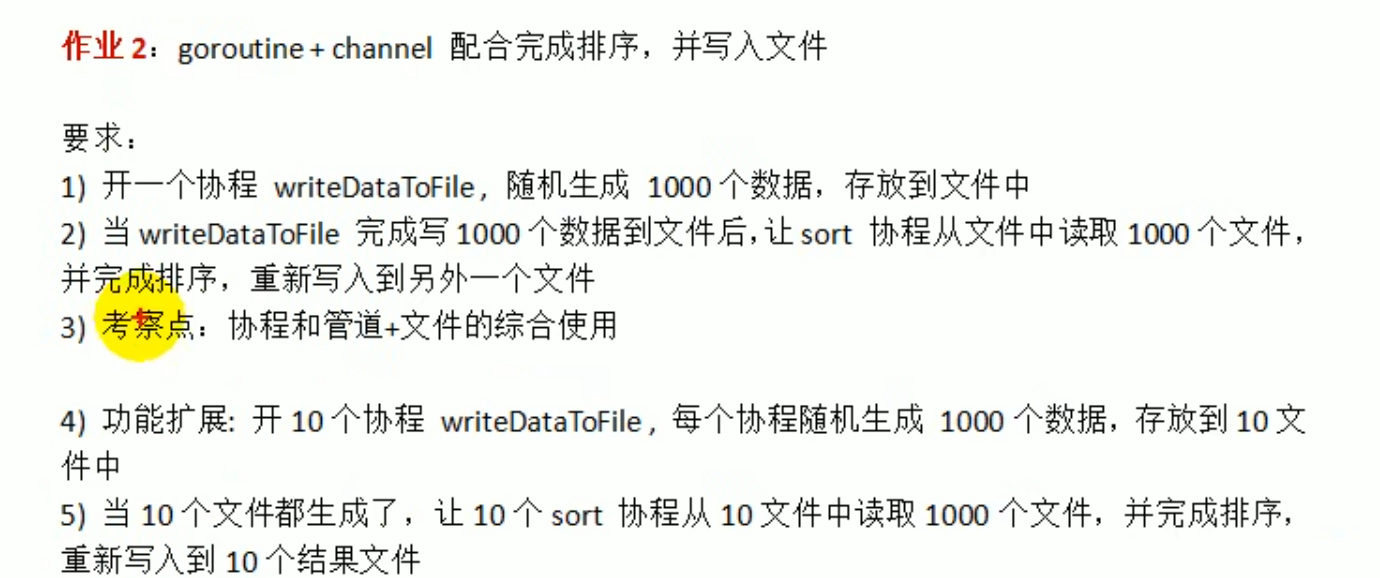 作业 2：goroutine + channel 配合完成排序，并写入文件
要求：
1) 开一个协程 writeDataToFile，随机生成 1000 个数据，存放到文件中
2) 当 writeDataToFile 完成写 1000 个数据到文件后，让 sort 协程从文件中读取 1000 个文件，
并完成排序，重新写入到另外一个文件
3) 考察点：协程和管道+文件的综合使用
4) 功能扩展: 开 10 个协程 writeDataToFile，每个协程随机生成 1000 个数据，存放到 10 文
件中
5) 当 10 个文件都生成了，让 10 个 sort 协程从 10 文件中读取 1000 个文件，并完成排序，
重新写入到 10 个结果文件